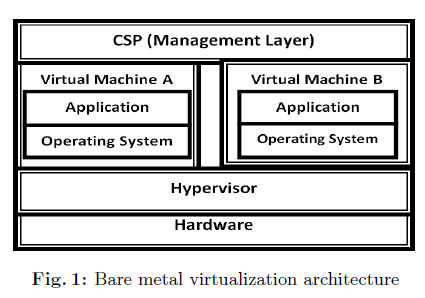 CSP (Management Layer)
Virtual Machine A
Virtual Machine B
Application
Application
Operating System
Operating System
Hypervisor
Hardware
Fig. 1: Bare metal virtualization architecture